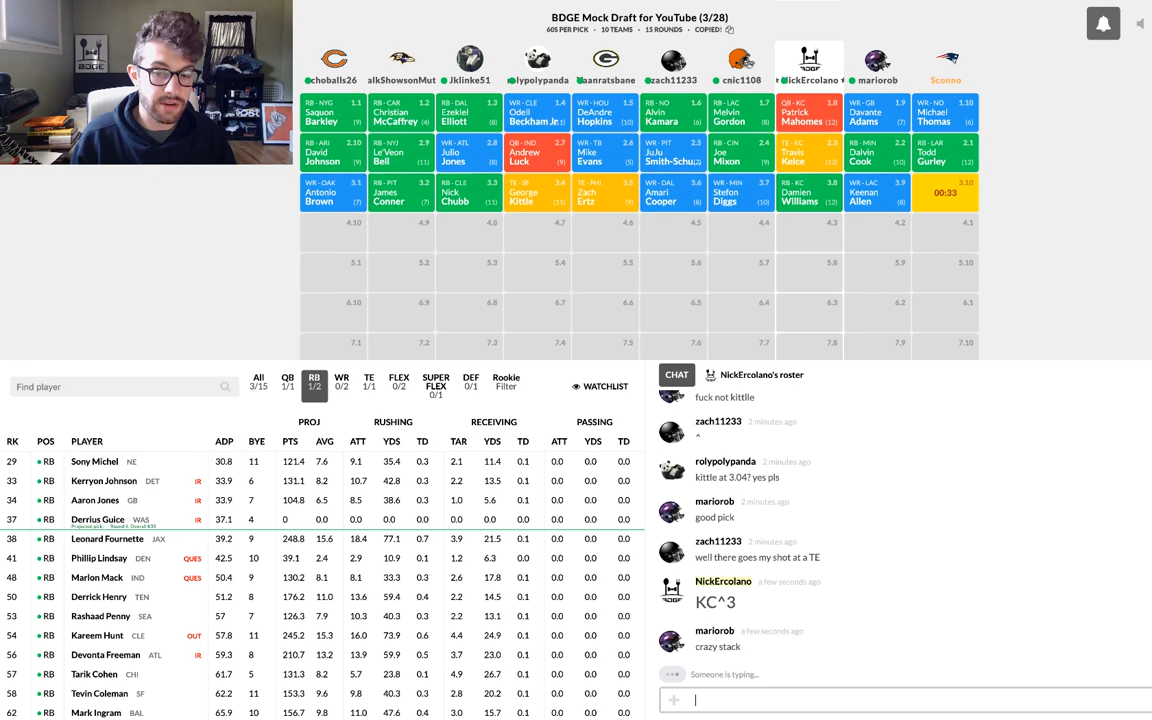 BDGE Mock Draft for YouTube (3/28)
60S PER PICK • 10 TEAMS • 15 ROUNDS • COPIED!
BDGE
choballs26 alkShowsonMut Jklinke51 olypolypanda aanratsbane zach11233 cnic1108 NickErcolano mariorob Sconno
RB - NYG 1.1 RB - CAR 1.2 RB - DAL 1.3 WR - CLE 1.4 WR - HOU 1.5 RB - NO 1.6 RB - LAC 1.7 QB - KC 1.8 WR - GB 1.9 WR - NO 1.10
Saquon Christian Ezekiel Odell DeAndre Alvin Melvin Patrick Davante Michael
Barkley (9) McCaffrey (4) Elliott (8) Beckham Jr Hopkins (10) Kamara (6) Gordon (8) Mahomes (12) Adams (7) Thomas (6)
RB - ARI 2.10 RB - NYJ 2.9 WR - ATL 2.8 QB - IND 2.7 WR - TB 2.6 WR - PIT 2.5 RB - CIN 2.4 TE - KC 2.3 RB - MIN 2.2 RB - LAR 2.1
David Le'Veon Julio Andrew Mike JuJu Joe Travis Dalvin Todd
Johnson (9) Bell (11) Jones (8) Luck (9) Evans (5) Smith-Schu Mixon (9) Kelce (12) Cook (10) Gurley (12)
WR - OAK 3.1 RB - PIT 3.2 RB - CLE 3.3 TE - SF 3.4 TE - PHI 3.5 WR - DAL 3.6 WR - MIN 3.7 RB - KC 3.8 WR - LAC 3.9 3.10
Antonio James Nick George Zach Amari Stefon Damien Keenan 00:33
Brown (7) Conner (7) Chubb (11) Kittle (11) Ertz (9) Cooper (8) Diggs (10) Williams (12) Allen (8)
4.10 4.9 4.8 4.7 4.6 4.5 4.4 4.3 4.2 4.1
5.1 5.2 5.3 5.4 5.5 5.6 5.7 5.8 5.9 5.10
6.10 6.9 6.8 6.7 6.6 6.5 6.4 6.3 6.2 6.1
7.1 7.2 7.3 7.4 7.5 7.6 7.7 7.8 7.9 7.10
Find player
All QB RB WR TE FLEX SUPER FLEX DEF Rookie Filter
3/15 1/1 1/2 0/2 1/1 0/2 0/1 0/1
WATCHLIST
PROJ RUSHING RECEIVING PASSING
RK POS PLAYER ADP BYE PTS AVG ATT YDS TD TAR YDS TD ATT YDS TD
29 RB Sony Michel NE 30.8 11 121.4 7.6 9.1 35.4 0.3 2.1 11.4 0.1 0.0 0.0 0.0
33 RB Kerryon Johnson DET IR 33.9 6 131.1 8.2 10.7 42.8 0.3 2.2 13.5 0.1 0.0 0.0 0.0
34 RB Aaron Jones GB IR 33.9 7 104.8 6.5 8.5 38.6 0.3 1.0 5.6 0.1 0.0 0.0 0.0
37 RB Derrius Guice WAS IR 37.1 4 0 0.0 0.0 0.0 0.0 0.0 0.0 0.0 0.0 0.0 0.0
38 RB Leonard Fournette JAX 39.2 9 248.8 15.6 18.4 77.1 0.7 3.9 21.5 0.1 0.0 0.0 0.0
41 RB Phillip Lindsay DEN QUES 42.5 10 39.1 2.4 2.9 10.9 0.1 1.2 6.3 0.0 0.0 0.0 0.0
48 RB Marlon Mack IND QUES 50.4 9 130.2 8.1 8.1 33.3 0.3 2.6 17.8 0.1 0.0 0.0 0.0
50 RB Derrick Henry TEN 51.2 8 176.2 11.0 13.6 59.4 0.4 2.2 14.5 0.1 0.0 0.0 0.0
53 RB Rashaad Penny SEA 57 7 126.3 7.9 10.3 40.3 0.3 2.2 13.1 0.1 0.0 0.0 0.0
54 RB Kareem Hunt CLE OUT 57.8 11 245.2 15.3 16.0 73.9 0.6 4.4 24.9 0.1 0.0 0.0 0.0
56 RB Devonta Freeman ATL IR 59.3 8 210.7 13.2 13.9 59.9 0.5 3.7 23.0 0.1 0.0 0.0 0.0
57 RB Tarik Cohen CHI 61.7 5 131.3 8.2 5.7 23.8 0.1 4.9 26.7 0.1 0.0 0.0 0.0
58 RB Tevin Coleman SF 62.2 11 153.3 9.6 9.8 40.3 0.3 2.8 20.2 0.1 0.0 0.0 0.0
62 RB Mark Ingram BAL 65.9 10 156.7 9.8 11.0 47.6 0.4 3.0 15.7 0.1 0.0 0.0 0.0
CHAT NickErcolano's roster
fuck not kittlle
zach11233 2 minutes ago
^
rolypolypanda 2 minutes ago
kittle at 3.04? yes pls
mariorob 2 minutes ago
good pick
zach11233 2 minutes ago
well there goes my shot at a TE
NickErcolano a few seconds ago
KC^3
mariorob a few seconds ago
crazy stack
Someone is typing...